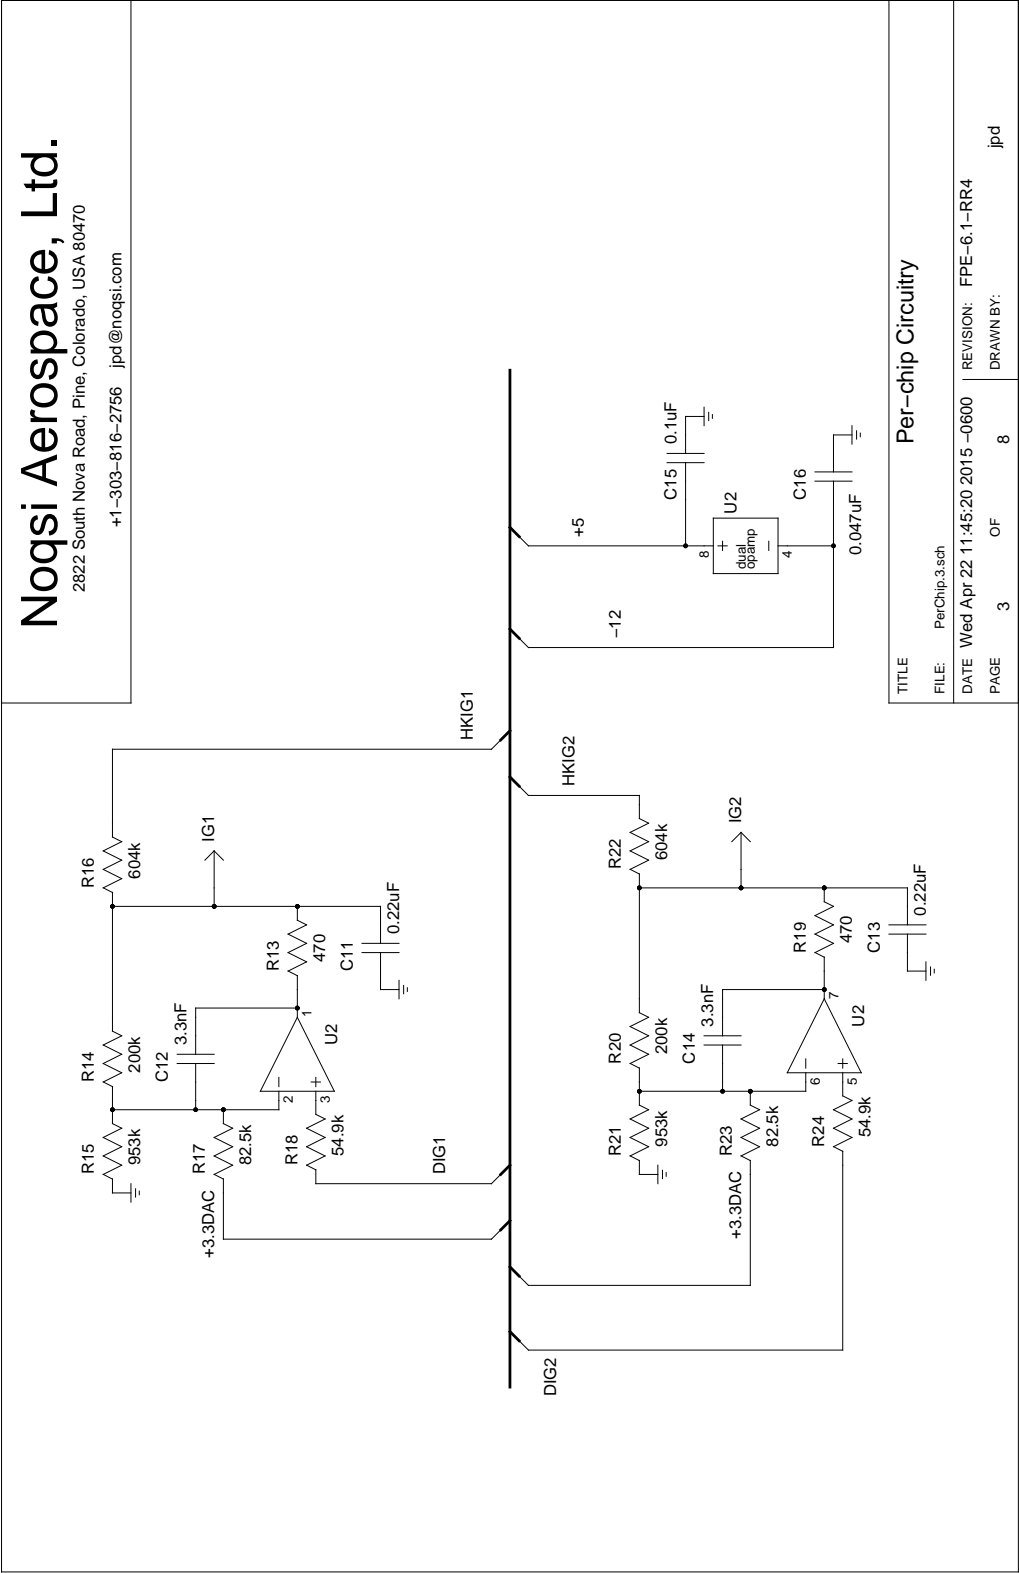 Noqsi Aerospace, Ltd.
2822 South Nova Road, Pine, Colorado, USA 80470
+1−303−816−2756 jpd@noqsi.com
R15
953k
R14
200k
R16
604k
C12
3.3nF
R17
82.5k
+3.3DAC
IG1
2
3
1
U2
R13
470
R18
54.9k
C11
0.22uF
DIG1
HKIG1
DIG2
HKIG2
−12
+5
R21
953k
R20
200k
R22
604k
C14
3.3nF
R23
82.5k
+3.3DAC
IG2
6
5
7
U2
R19
470
R24
54.9k
C13
0.22uF
C15
0.1uF
U2
8
+
dual
opamp
−
4
C16
0.047uF
TITLE
Per−chip Circuitry
FILE: PerChip.3.sch
DATE Wed Apr 22 11:45:20 2015 −0600
REVISION: FPE−6.1−RR4
PAGE 3 OF 8
DRAWN BY: jpd